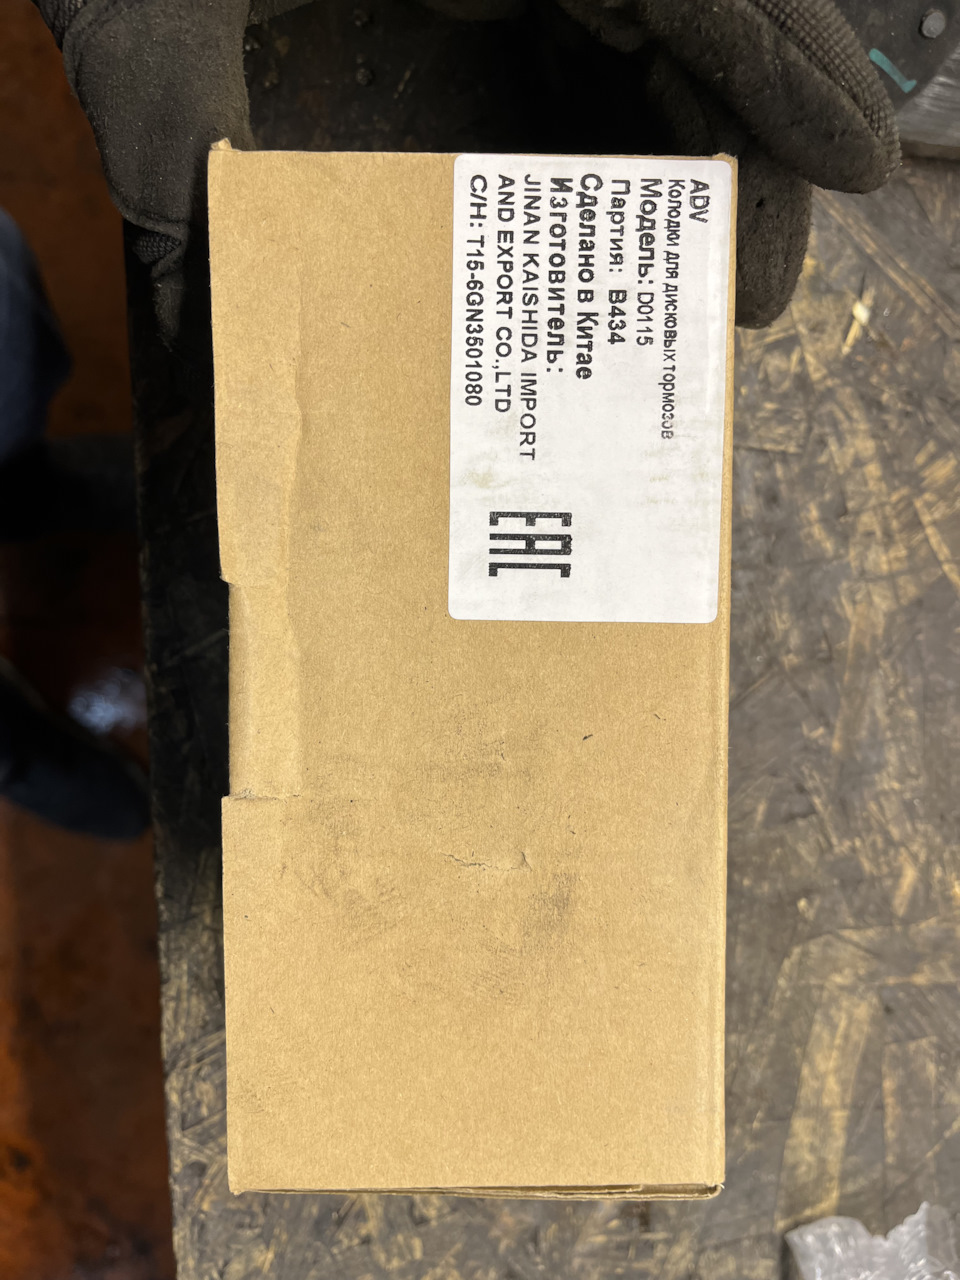 ADV
Колодки для дисковых тормозов
Модель: D0115
Партия: B434
Сделано в Китае
Изготовитель:
JINAN KAISHIDA IMPORT
AND EXPORT CO.,LTD
С/Н: T15-6GN3501080
EAC